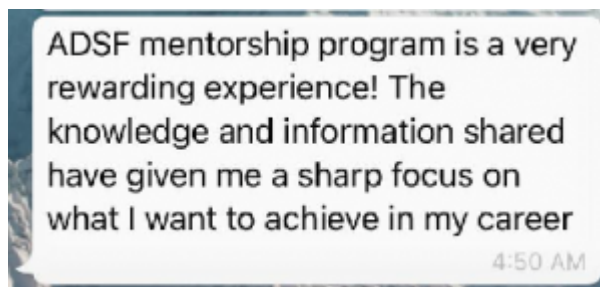 ADSF mentorship program is a very
rewarding experience! The
knowledge and information shared
have given me a sharp focus on
what I want to achieve in my career
4:50 AM